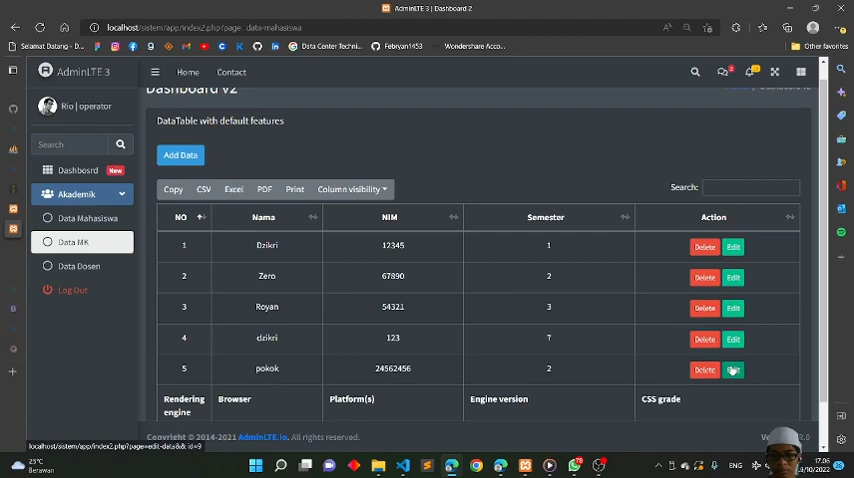 AdminLTE 3 | Dashboard 2
localhost/sistem/app/index2.php?page=data-mahasiswa
Selamat Datang - D...
Data Center Techni...
Febryan1453
Wondershare Acco...
Other favorites
AdminLTE 3
Home
Contact
3
Rio | operator
Dashboard v2
DataTable with default features
Search
Add Data
Dashboard
New
Copy
CSV
Excel
PDF
Print
Column visibility
Search:
Akademik
NO
Nama
NIM
Semester
Action
Data Mahasiswa
1
Dzikri
12345
1
Delete
Edit
Data MK
2
Zero
67890
2
Delete
Edit
Data Dosen
3
Royan
54321
3
Delete
Edit
Log Out
4
dzikri
123
7
Delete
Edit
5
pokok
24562456
2
Delete
Rendering engine
Browser
Platform(s)
Engine version
CSS grade
Copyright © 2014-2021 AdminLTE.io. All rights reserved.
localhost/sistem/app/index2.php?page=edit-data&& id=9
25°C
Berawan
78
ENG
17.06